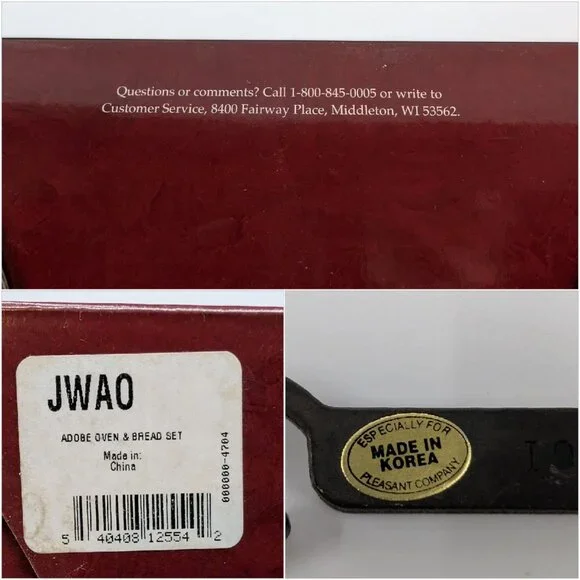 Questions or comments? Call 1-800-845-0005 or write to
Customer Service, 8400 Fairway Place, Middleton, WI 53562.
JWAO
ADOBE OVEN & BREAD SET
Made in:
China
000000-4704
5 40408 12554 2
ESPECIALLY FOR
MADE IN
KOREA
PLEASANT COMPANY